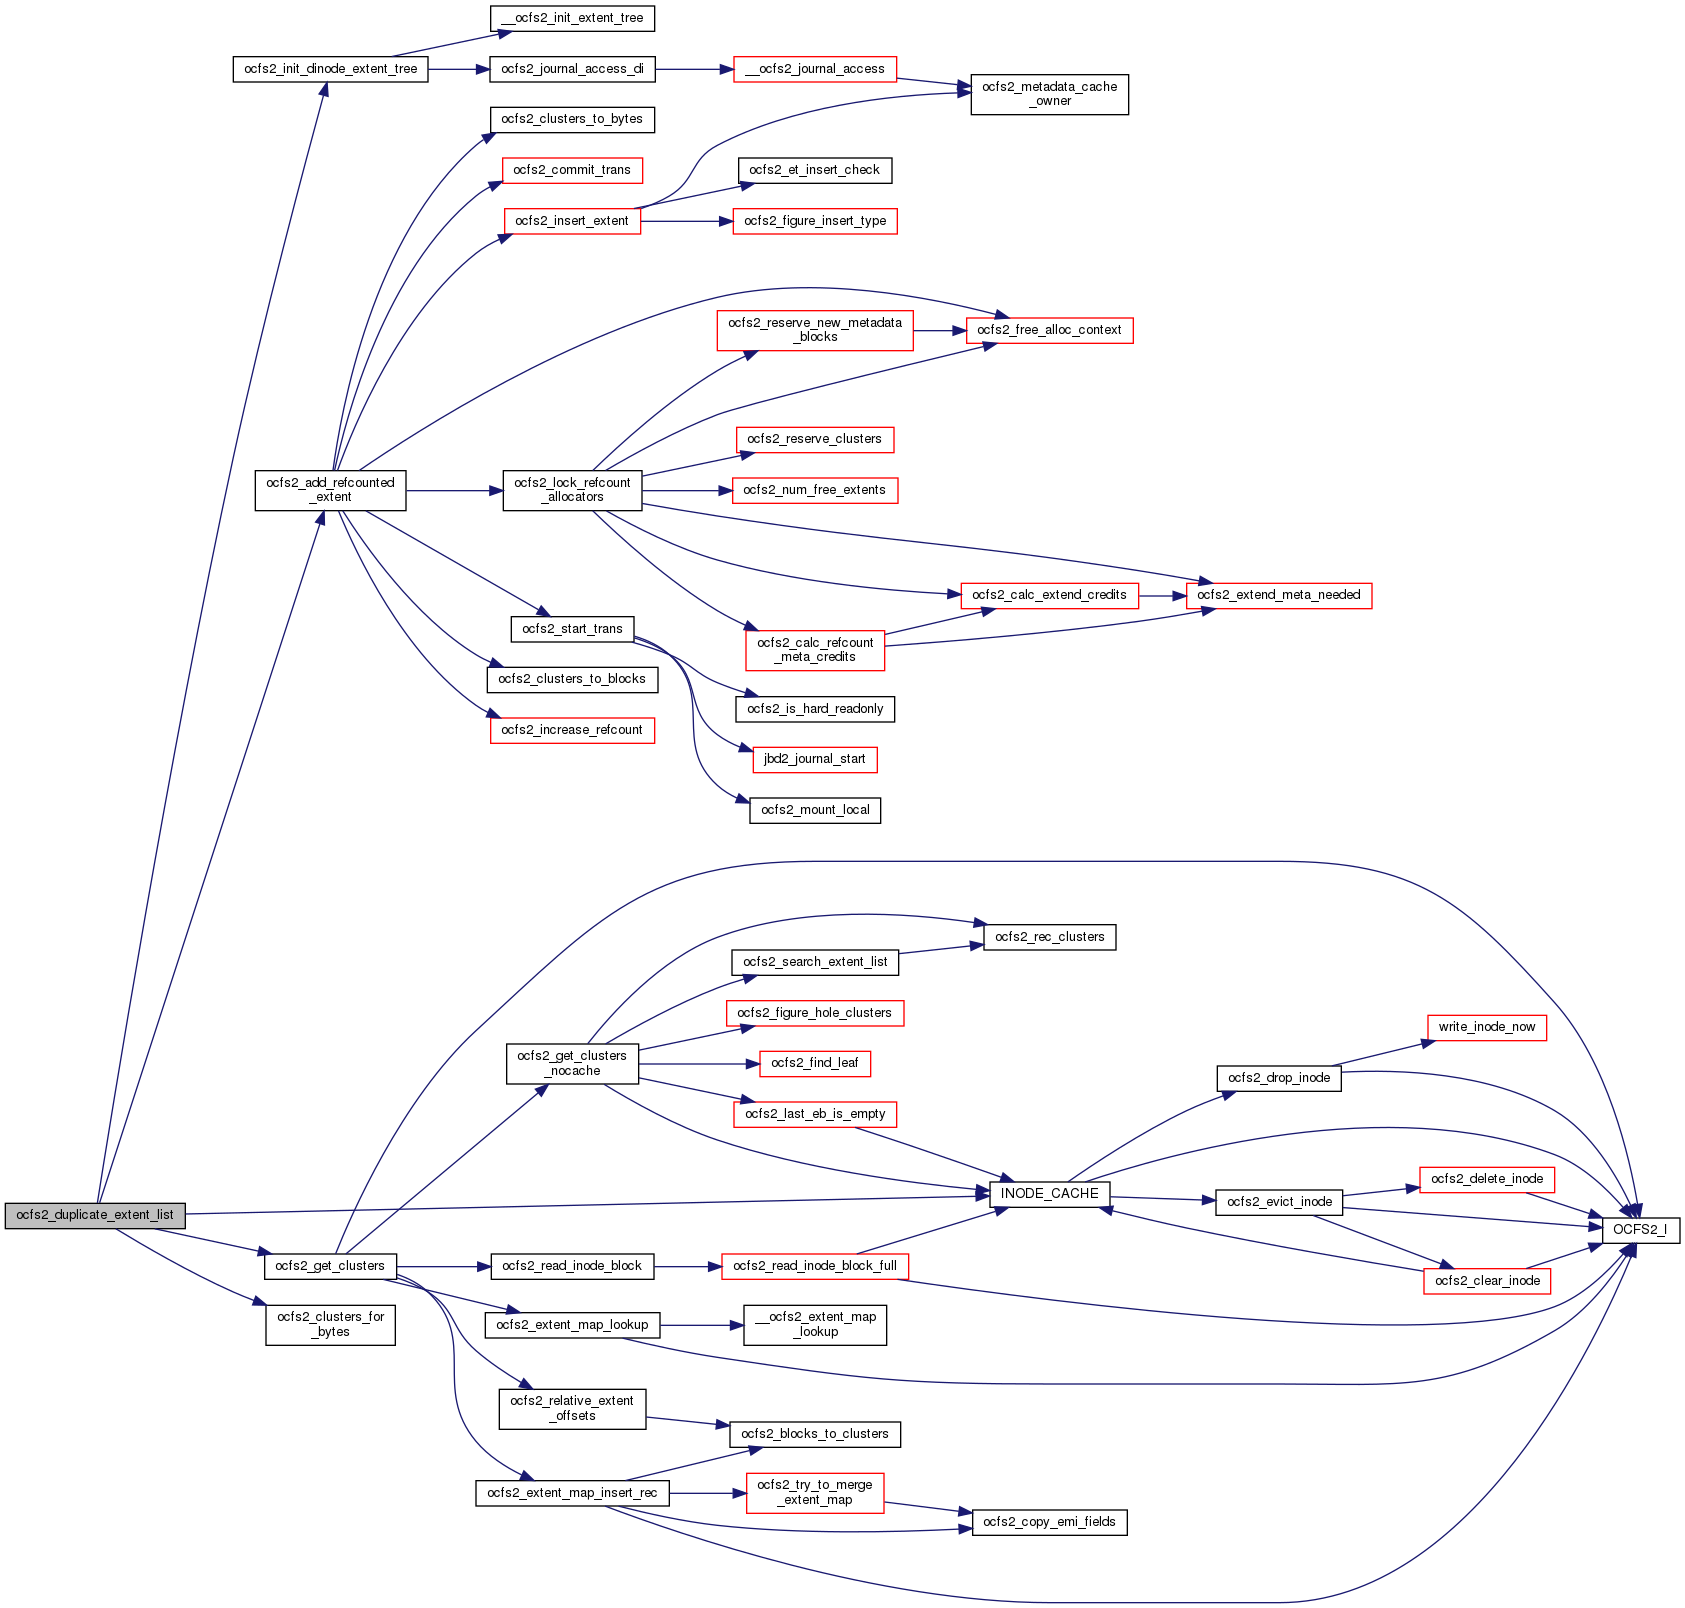 __ocfs2_init_extent_tree
ocfs2_init_dinode_extent_tree
ocfs2_journal_access_di
__ocfs2_journal_access
ocfs2_metadata_cache
_owner
ocfs2_clusters_to_bytes
ocfs2_commit_trans
ocfs2_et_insert_check
ocfs2_insert_extent
ocfs2_figure_insert_type
ocfs2_reserve_new_metadata
_blocks
ocfs2_free_alloc_context
ocfs2_reserve_clusters
ocfs2_add_refcounted
_extent
ocfs2_lock_refcount
_allocators
ocfs2_num_free_extents
ocfs2_calc_extend_credits
ocfs2_extend_meta_needed
ocfs2_start_trans
ocfs2_calc_refcount
_meta_credits
ocfs2_clusters_to_blocks
ocfs2_is_hard_readonly
ocfs2_increase_refcount
jbd2_journal_start
ocfs2_mount_local
ocfs2_rec_clusters
ocfs2_search_extent_list
ocfs2_figure_hole_clusters
write_inode_now
ocfs2_get_clusters
_nocache
ocfs2_find_leaf
ocfs2_drop_inode
ocfs2_last_eb_is_empty
ocfs2_delete_inode
INODE_CACHE
ocfs2_evict_inode
ocfs2_duplicate_extent_list
OCFS2_I
ocfs2_get_clusters
ocfs2_read_inode_block
ocfs2_read_inode_block_full
ocfs2_clear_inode
ocfs2_clusters_for
_bytes
ocfs2_extent_map_lookup
__ocfs2_extent_map
_lookup
ocfs2_relative_extent
_offsets
ocfs2_blocks_to_clusters
ocfs2_extent_map_insert_rec
ocfs2_try_to_merge
_extent_map
ocfs2_copy_emi_fields